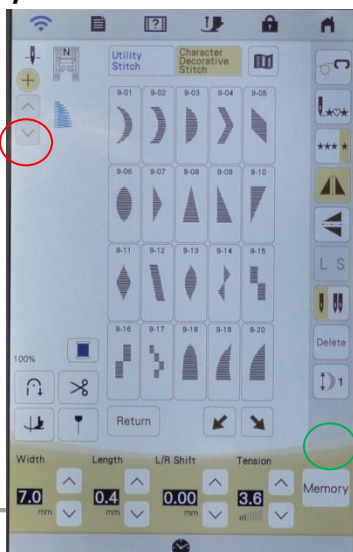 N
Utility
Stitch
Character
Decorative
Stitch
9-01 9-02 9-03 9-04 9-05
9-06 9-07 9-08 9-09 9-10
9-11 9-12 9-13 9-14 9-15
L S
9-16 9-17 9-18 9-19 9-20
Delete
100%
1
Return
Width Length L/R Shift Tension
7.0 0.4 0.00 3.6 Memory
mm mm mm